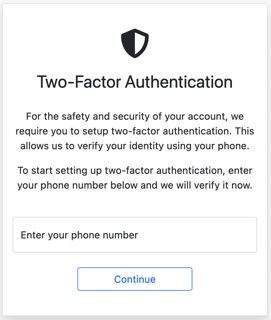 Two-Factor Authentication
For the safety and security of your account, we
require you to setup two-factor authentication. This
allows us to verify your identity using your phone.
To start setting up two-factor authentication, enter
your phone number below and we will verify it now.
Enter your phone number
Continue